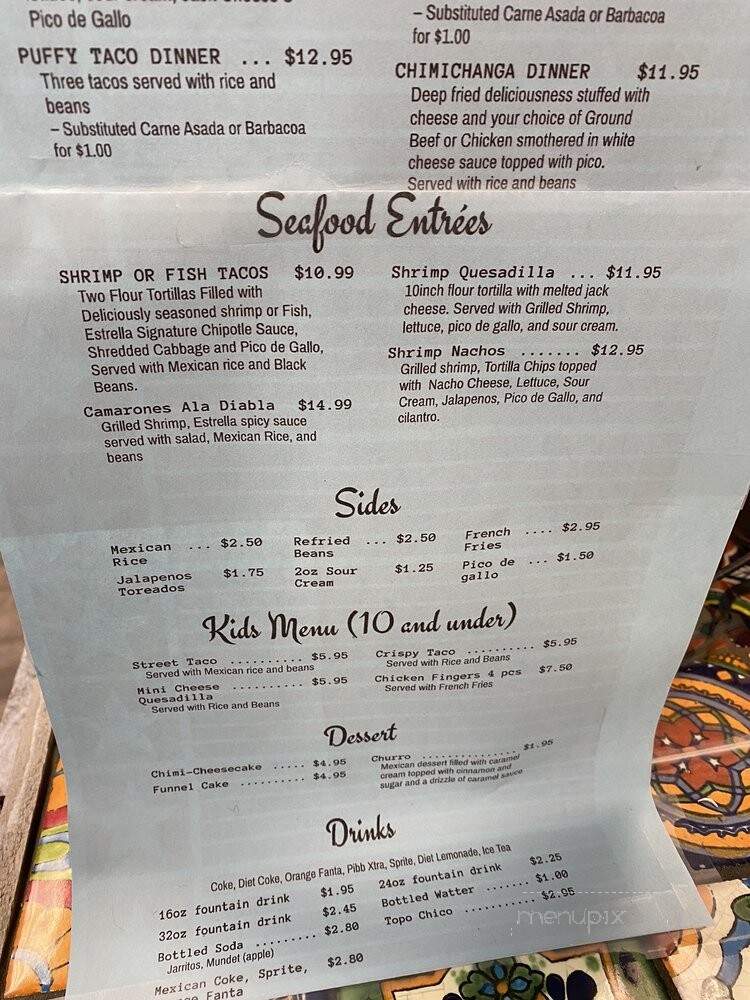 Pico de Gallo
PUFFY TACO DINNER ... $12.95
Three tacos served with rice and
beans
– Substituted Carne Asada or Barbacoa
for $1.00
– Substituted Carne Asada or Barbacoa
for $1.00
CHIMICHANGA DINNER $11.95
Deep fried deliciousness stuffed with
cheese and your choice of Ground
Beef or Chicken smothered in white
cheese sauce topped with pico.
Served with rice and beans
Seafood Entrées
SHRIMP OR FISH TACOS $10.99
Two Flour Tortillas Filled with
Deliciously seasoned shrimp or Fish,
Estrella Signature Chipotle Sauce,
Shredded Cabbage and Pico de Gallo,
Served with Mexican rice and Black
Beans.
Camarones Ala Diabla $14.99
Grilled Shrimp, Estrella spicy sauce
served with salad, Mexican Rice, and
beans
Shrimp Quesadilla ... $11.95
10inch flour tortilla with melted jack
cheese. Served with Grilled Shrimp,
lettuce, pico de gallo, and sour cream.
Shrimp Nachos ....... $12.95
Grilled shrimp, Tortilla Chips topped
with Nacho Cheese, Lettuce, Sour
Cream, Jalapenos, Pico de Gallo, and
cilantro.
Sides
Mexican ... $2.50
Rice
Jalapenos $1.75
Toreados
Refried ... $2.50
Beans
2oz Sour $1.25
Cream
French .... $2.95
Fries
Pico de ... $1.50
gallo
Kids Menu (10 and under)
Street Taco .......... $5.95
Served with Mexican rice and beans
Mini Cheese .......... $5.95
Quesadilla
Served with Rice and Beans
Crispy Taco .......... $5.95
Served with Rice and Beans
Chicken Fingers 4 pcs $7.50
Served with French Fries
Dessert
Chimi-Cheesecake ..... $4.95
Funnel Cake .......... $4.95
Churro .............. $1.95
Mexican dessert filled with caramel
cream topped with cinnamon and
sugar and a drizzle of caramel sauce
Drinks
Coke, Diet Coke, Orange Fanta, Pibb Xtra, Sprite, Diet Lemonade, Ice Tea
16oz fountain drink $1.95
32oz fountain drink $2.45
Bottled Soda ......... $2.80
Jarritos, Mundet (apple)
Mexican Coke, Sprite, $2.80
Fanta
24oz fountain drink $2.25
Bottled Watter ....... $1.00
Topo Chico ........... $2.95
menupix